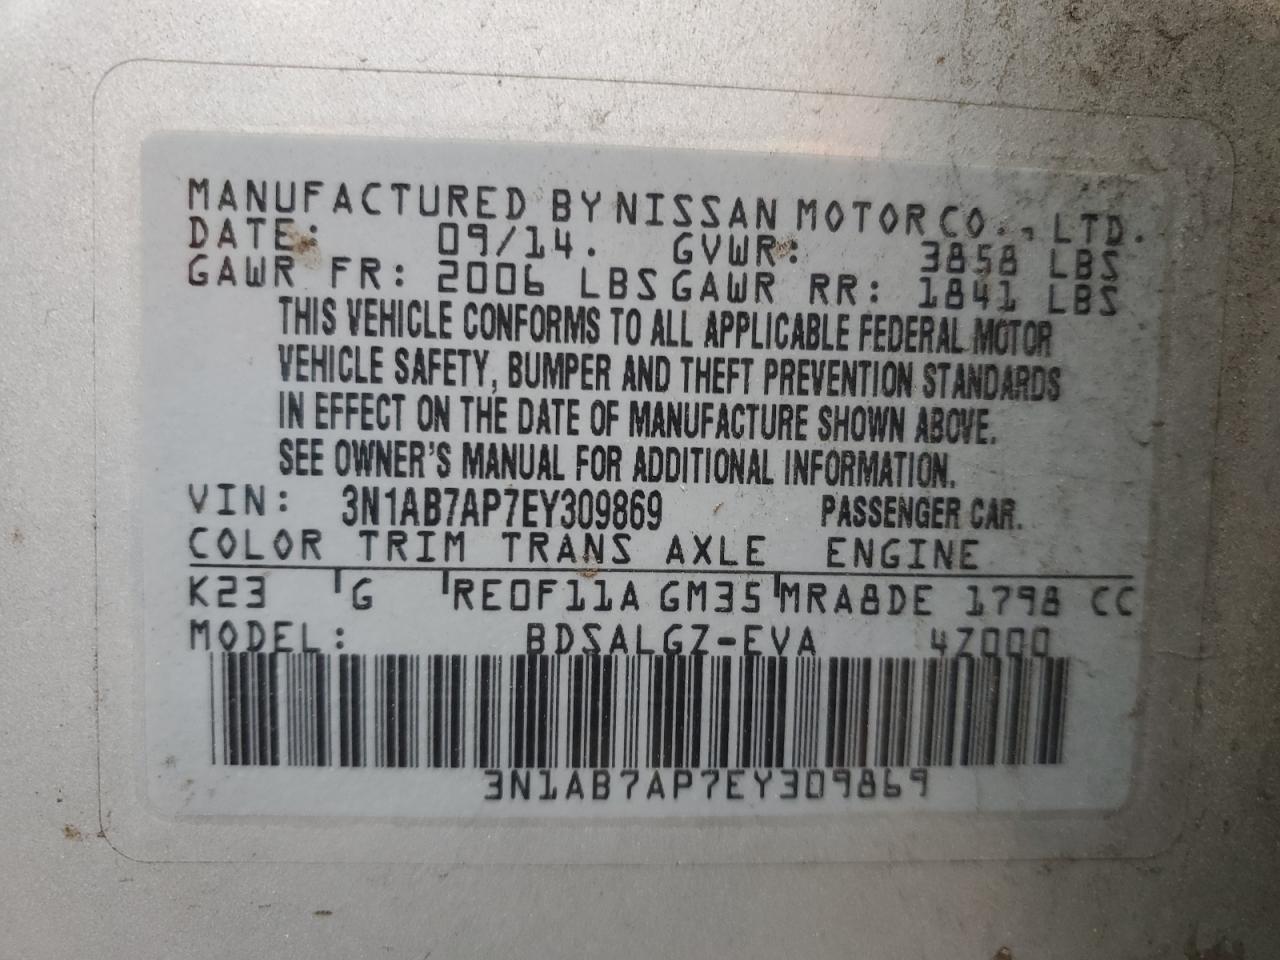 MANUFACTURED BY NISSAN MOTOR CO., LTD.
DATE: 09/14. GVWR: 3858 LBS
GAWR FR: 2006 LBS GAWR RR: 1841 LBS
THIS VEHICLE CONFORMS TO ALL APPLICABLE FEDERAL MOTOR
VEHICLE SAFETY, BUMPER AND THEFT PREVENTION STANDARDS
IN EFFECT ON THE DATE OF MANUFACTURE SHOWN ABOVE.
SEE OWNER'S MANUAL FOR ADDITIONAL INFORMATION.
VIN: 3N1AB7AP7EY309869 PASSENGER CAR.
COLOR TRIM TRANS AXLE ENGINE
K23 G RE0F11A GM35 MRA8DE 1798 CC
MODEL: BDSALGZ-EVA 4Z000
3N1AB7AP7EY309869